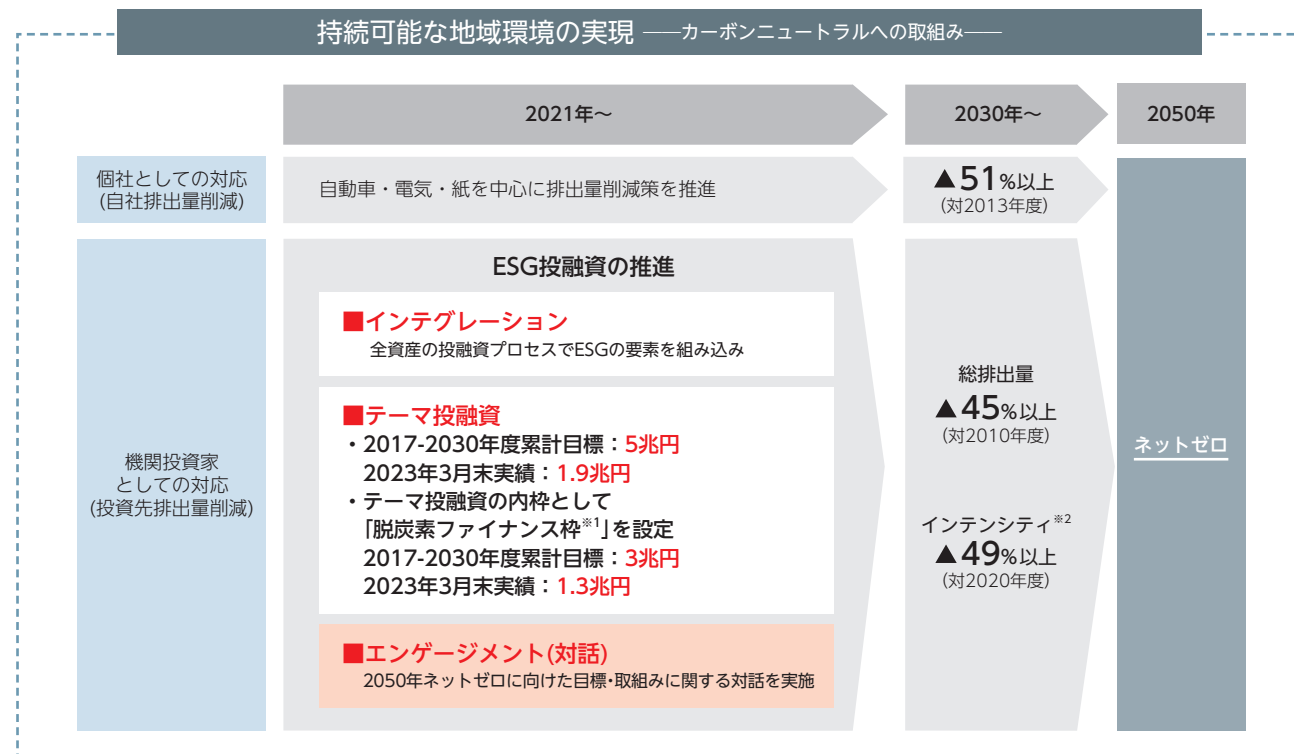 持続可能な地域環境の実現 ――カーボンニュートラルへの取組み――
2021年～
2030年～
2050年
個社としての対応
(自社排出量削減)
自動車・電気・紙を中心に排出量削減策を推進
▲51%以上
(対2013年度)
機関投資家
としての対応
(投資先排出量削減)
ESG投融資の推進
■インテグレーション
全資産の投融資プロセスでESGの要素を組み込み
■テーマ投融資
・2017-2030年度累計目標：5兆円
2023年3月末実績：1.9兆円
・テーマ投融資の内枠として
「脱炭素ファイナンス枠※1」を設定
2017-2030年度累計目標：3兆円
2023年3月末実績：1.3兆円
■エンゲージメント(対話)
2050年ネットゼロに向けた目標・取組みに関する対話を実施
総排出量
▲45%以上
(対2010年度)
インテンシティ※2
▲49%以上
(対2020年度)
ネットゼロ